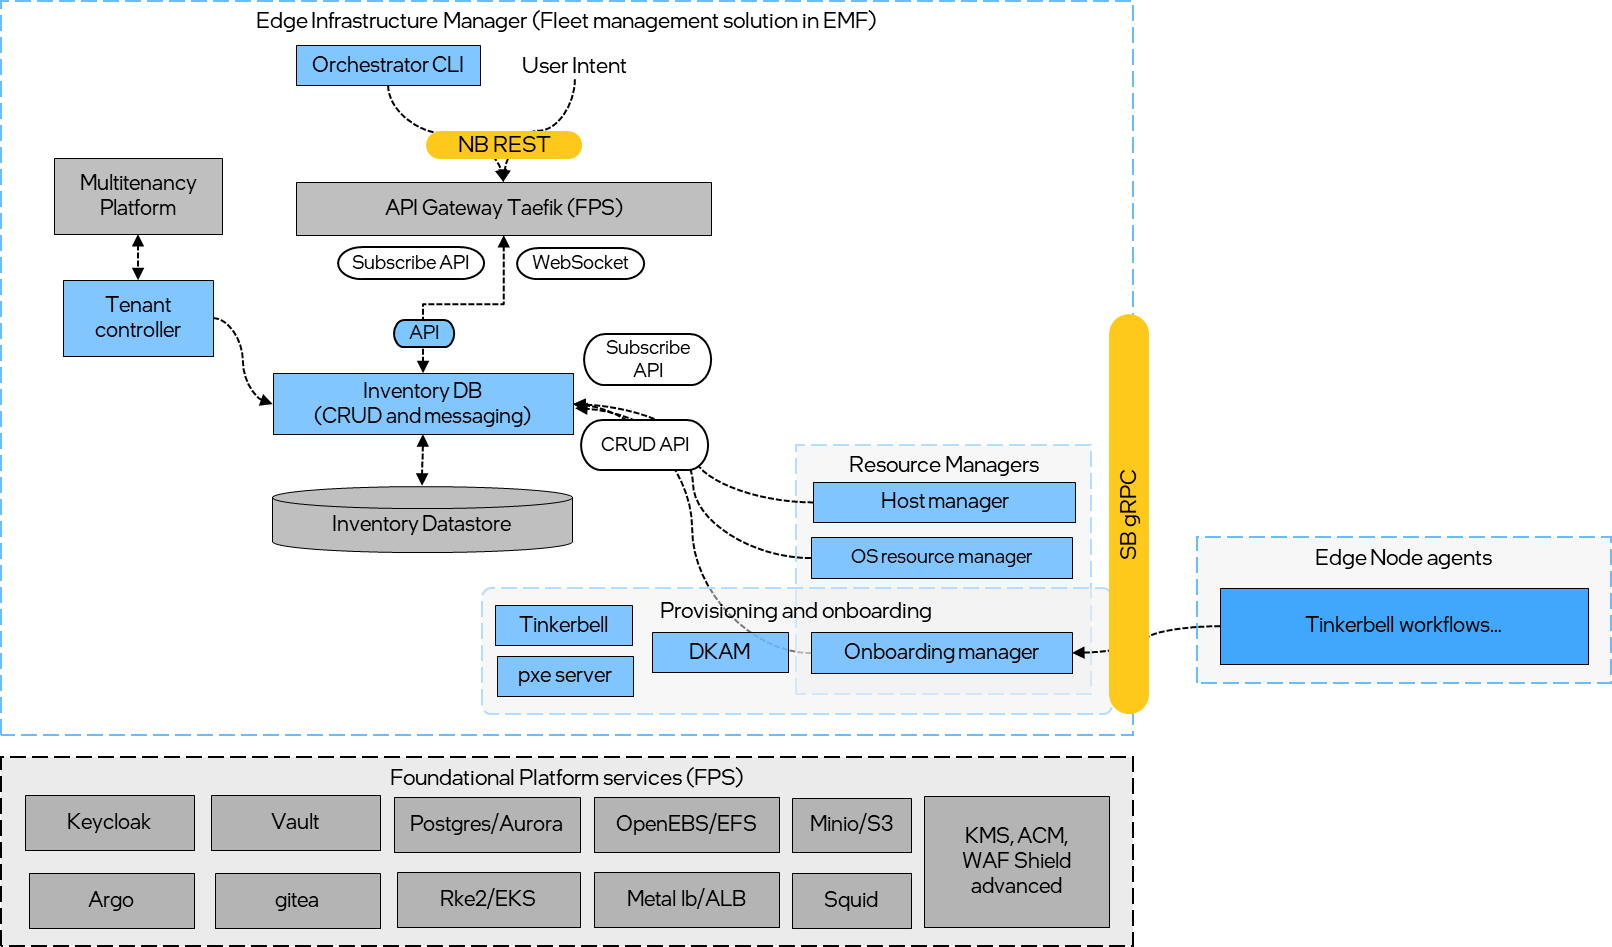 Edge Infrastructure Manager (Fleet management solution in EMF)
Orchestrator CLI
User Intent
NB REST
Multitenancy
Platform
API Gateway Taefik (FPS)
Subscribe API
WebSocket
Tenant
controller
API
Subscribe
API
Inventory DB
(CRUD and messaging)
CRUD API
Resource Managers
Host manager
Inventory Datastore
OS resource manager
SB gRPC
Edge Node agents
Tinkerbell workflows...
Provisioning and onboarding
Tinkerbell
DKAM
Onboarding manager
pxe server
Foundational Platform services (FPS)
Keycloak
Vault
Postgres/Aurora
OpenEBS/EFS
Minio/S3
KMS, ACM,
WAF Shield
advanced
Argo
gitea
Rke2/EKS
Metal lb/ALB
Squid